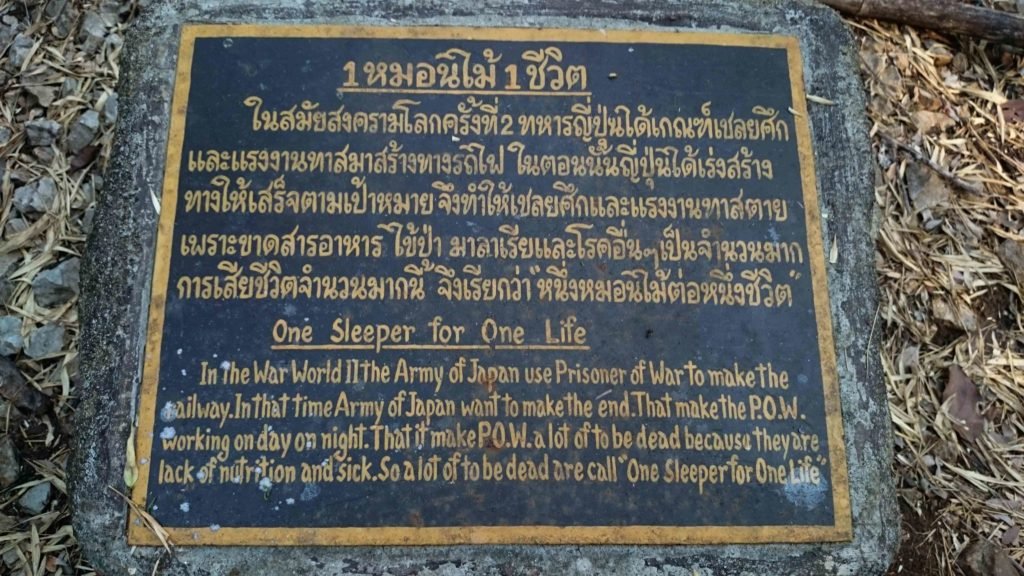 1 หมอนไม้ 1 ชีวิต
ในสมัยสงครามโลกครั้งที่ 2 ทหารญี่ปุ่นได้เกณฑ์เชลยศึก
และแรงงานทาสมาสร้างทางรถไฟ ในตอนนั้นญี่ปุ่นได้เร่งสร้าง
ทางให้เสร็จตามเป้าหมาย จึงทำให้เชลยศึกและแรงงานทาสตาย
เพราะขาดสารอาหาร ไข้ป่า มาลาเรียและโรคอื่นๆเป็นจำนวนมาก
การเสียชีวิตจำนวนมากนี้ จึงเรียกว่า "หนึ่งหมอนไม้ต่อหนึ่งชีวิต"
One Sleeper for One Life
In the War World II the Army of Japan use Prisoner of War to make the
railway. In that time Army of Japan want to make the end. That make the P.O.W.
working on day on night. That it make P.O.W. a lot of to be dead because they are
lack of nutrition and sick. So a lot of to be dead are call "One Sleeper for One Life"